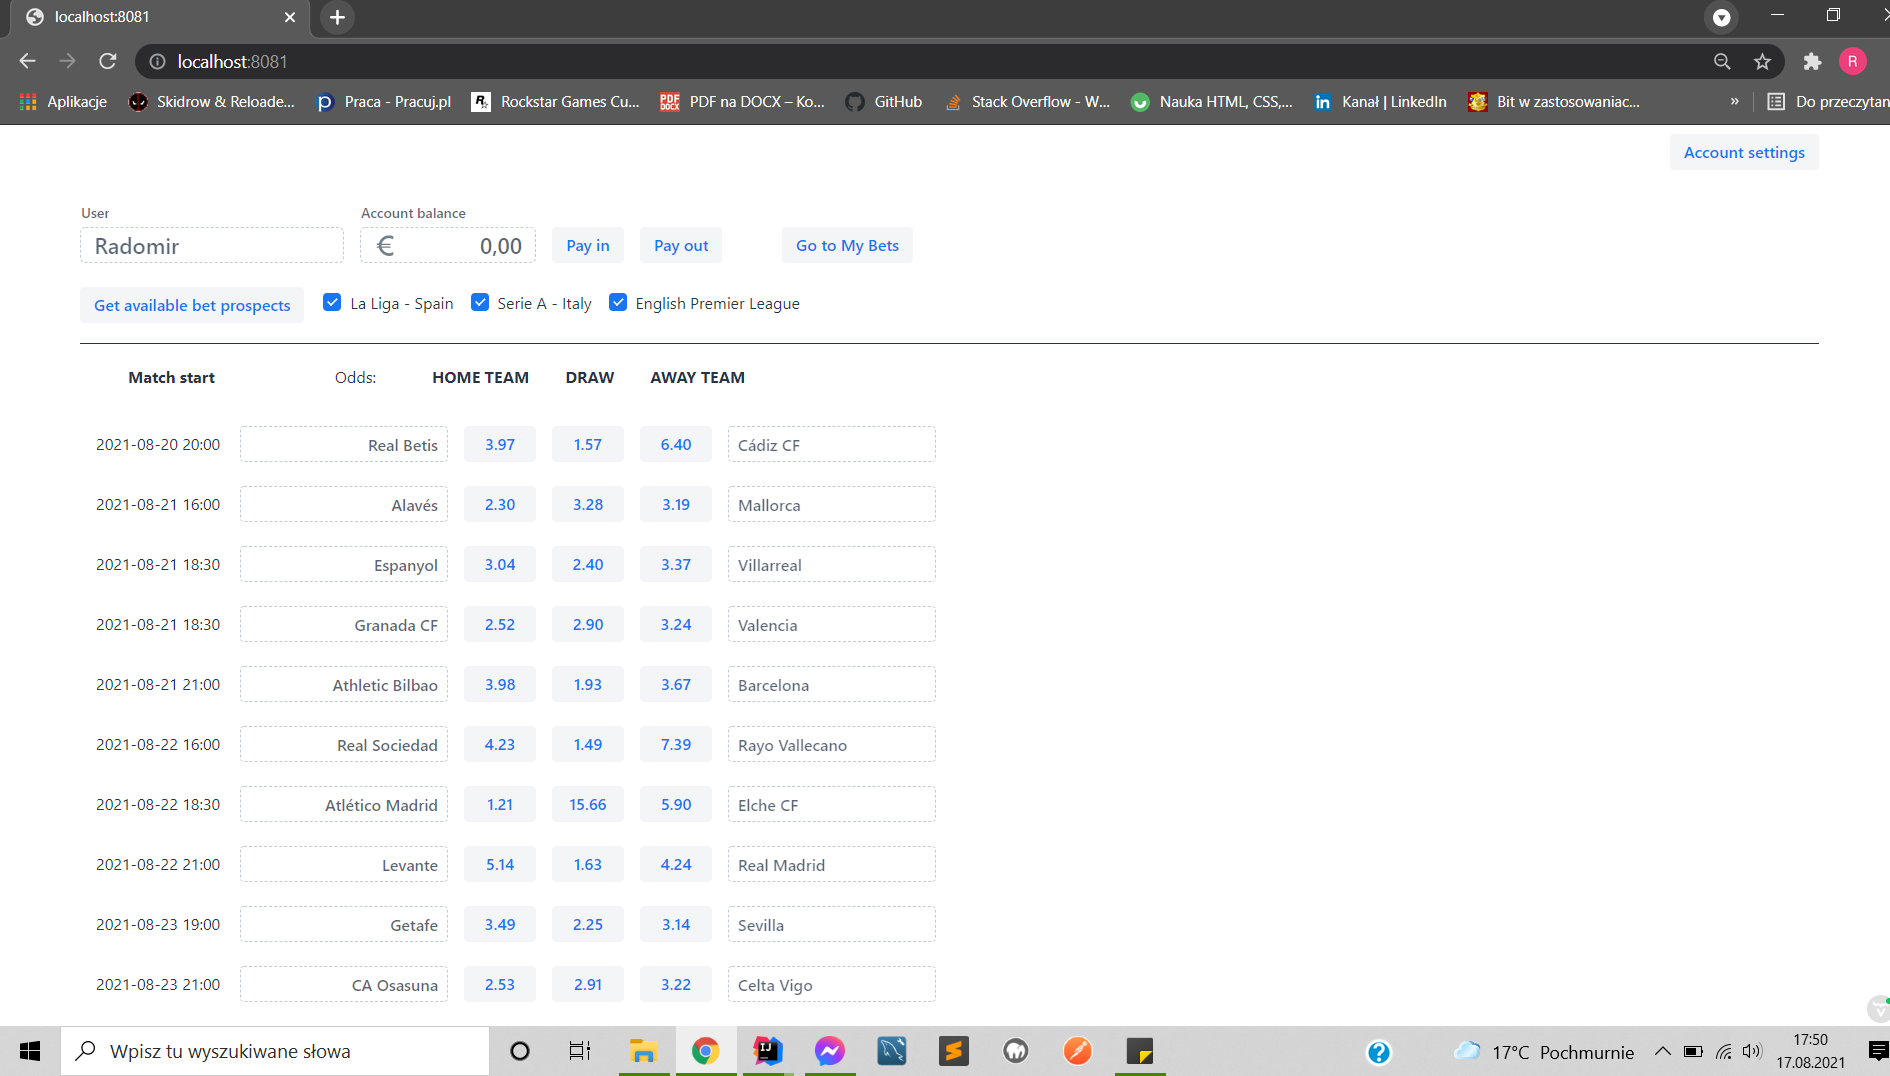 localhost:8081
localhost:8081
R
Aplikacje Skidrow & Reloade... Praca - Pracuj.pl Rockstar Games Cu... PDF na DOCX – Ko... GitHub Stack Overflow - W... Nauka HTML, CSS,... Kanał | LinkedIn Bit w zastosowaniac... » Do przeczytan
Account settings
User Account balance
Radomir € 0,00 Pay in Pay out Go to My Bets
Get available bet prospects La Liga - Spain Serie A - Italy English Premier League
Match start Odds: HOME TEAM DRAW AWAY TEAM
2021-08-20 20:00 Real Betis 3.97 1.57 6.40 Cádiz CF
2021-08-21 16:00 Alavés 2.30 3.28 3.19 Mallorca
2021-08-21 18:30 Espanyol 3.04 2.40 3.37 Villarreal
2021-08-21 18:30 Granada CF 2.52 2.90 3.24 Valencia
2021-08-21 21:00 Athletic Bilbao 3.98 1.93 3.67 Barcelona
2021-08-22 16:00 Real Sociedad 4.23 1.49 7.39 Rayo Vallecano
2021-08-22 18:30 Atlético Madrid 1.21 15.66 5.90 Elche CF
2021-08-22 21:00 Levante 5.14 1.63 4.24 Real Madrid
2021-08-23 19:00 Getafe 3.49 2.25 3.14 Sevilla
2021-08-23 21:00 CA Osasuna 2.53 2.91 3.22 Celta Vigo
Wpisz tu wyszukiwane słowa 17°C Pochmurnie 17:50
17.08.2021